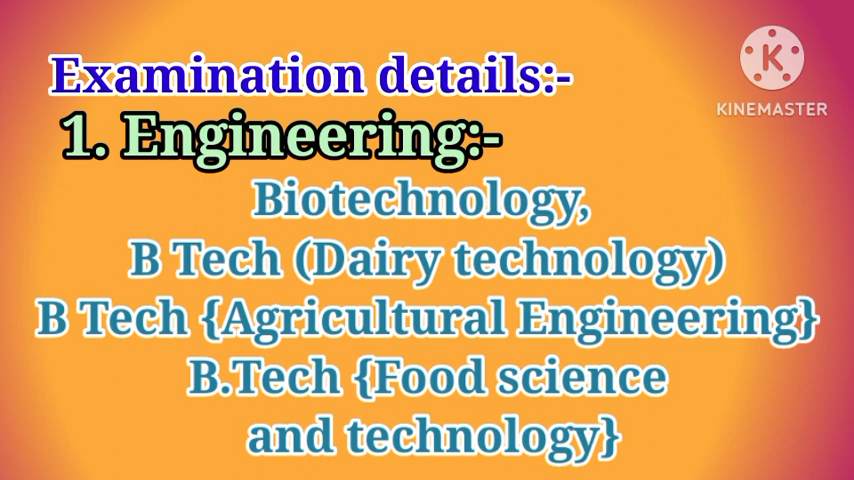 Examination details:-
K
KINEMASTER
1. Engineering:-
Biotechnology,
B Tech (Dairy technology)
B Tech {Agricultural Engineering}
B.Tech {Food science
and technology}